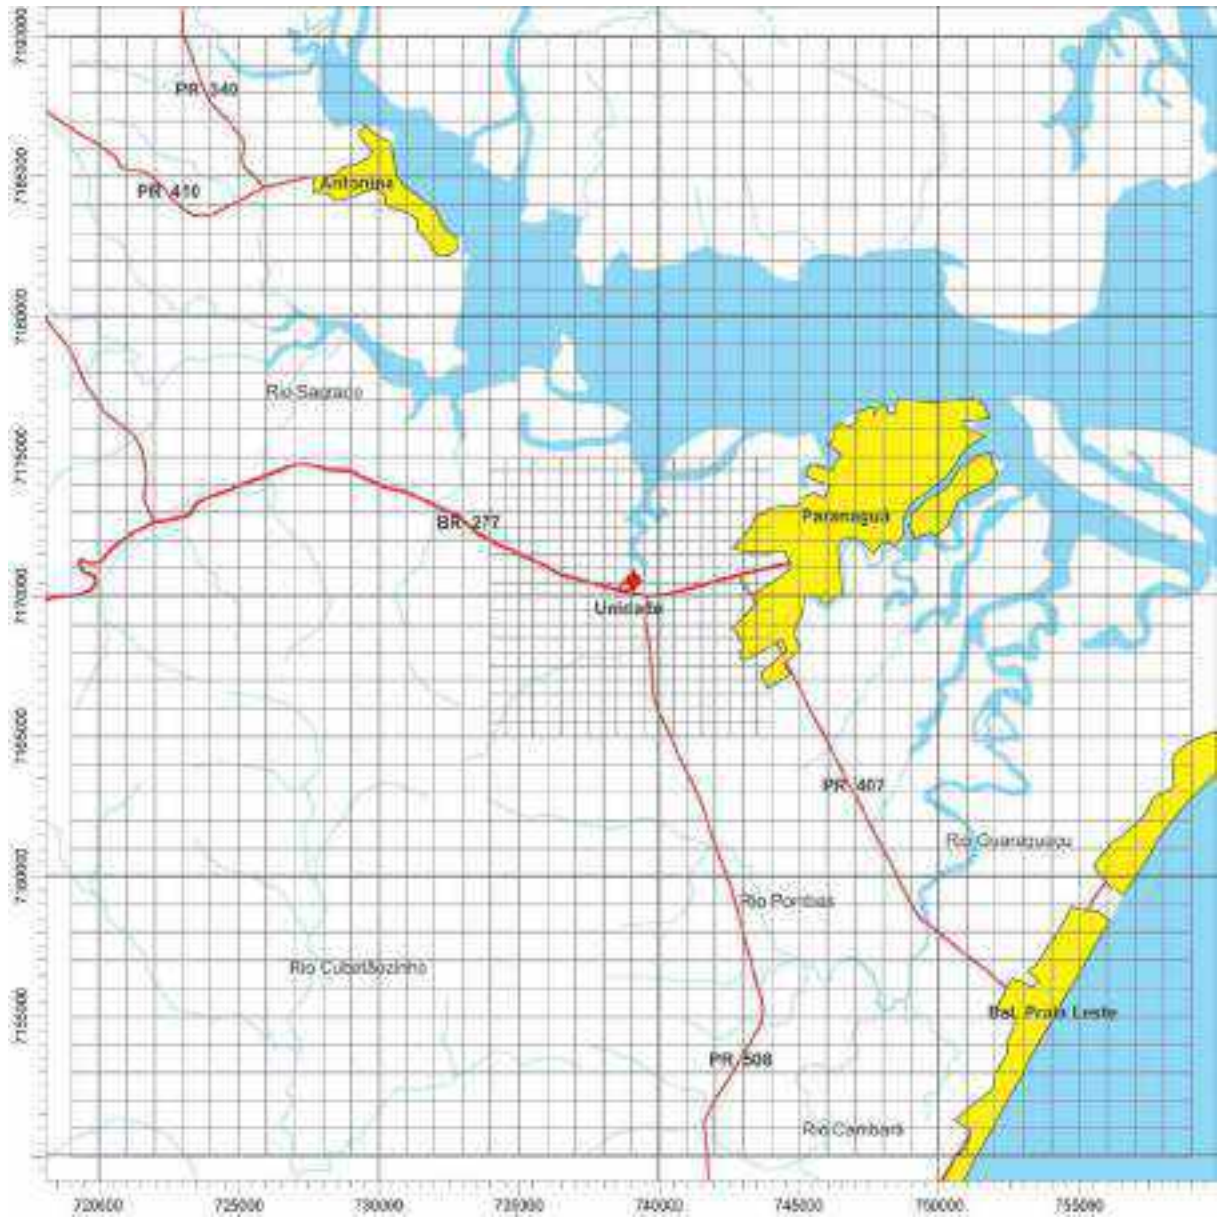 7190000
PR 340
7185000
Antonina
PR 410
7180000
Rio Sagrado
7175000
BR 277
Paranaguá
7170000
Unidade
7165000
PR 407
Rio Guaraguaçu
7160000
Rio Pombas
Rio Cubatãozinho
7155000
Bal. Praia Leste
PR 508
Rio Cambará
720000 725000 730000 735000 740000 745000 750000 755000